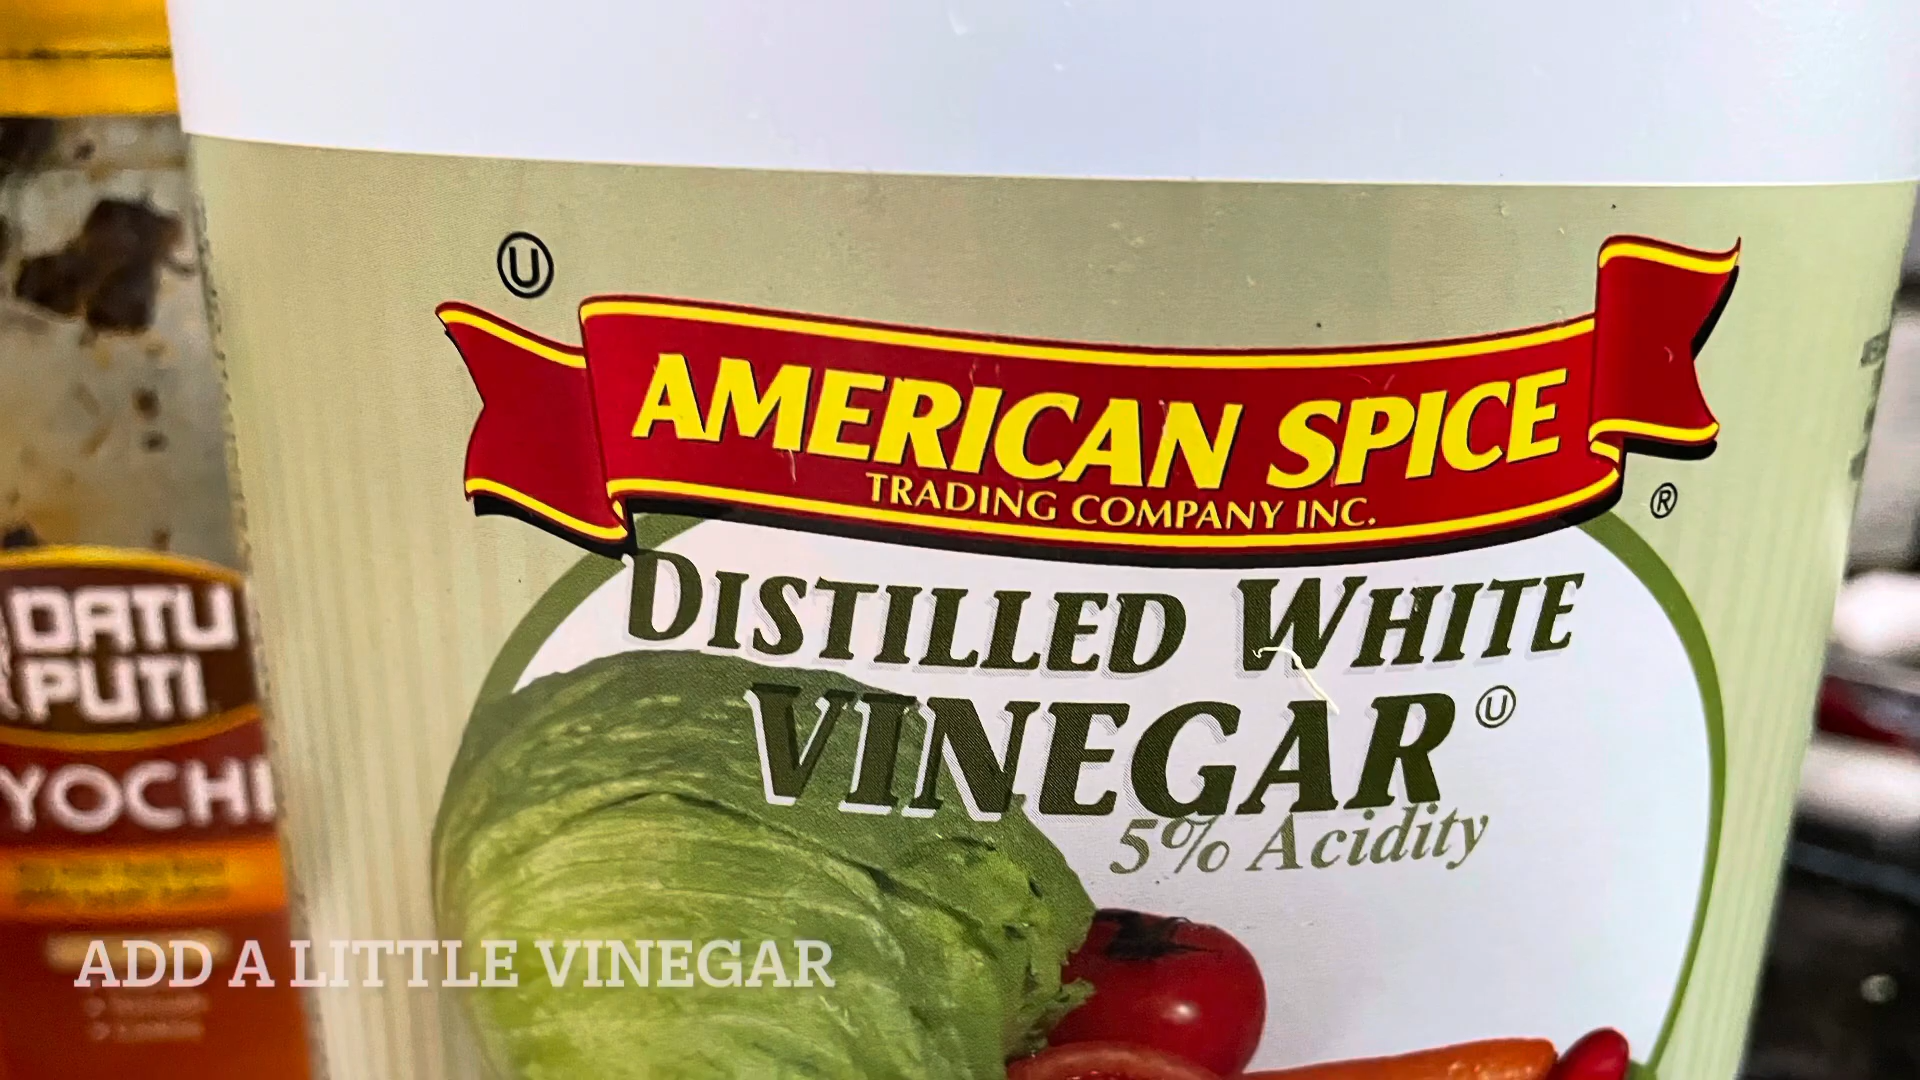 U
AMERICAN SPICE
TRADING COMPANY INC.
®
DISTILLED WHITE
VINEGAR
U
5% Acidity
DATU
PUTI
YOCHI
ADD A LITTLE VINEGAR